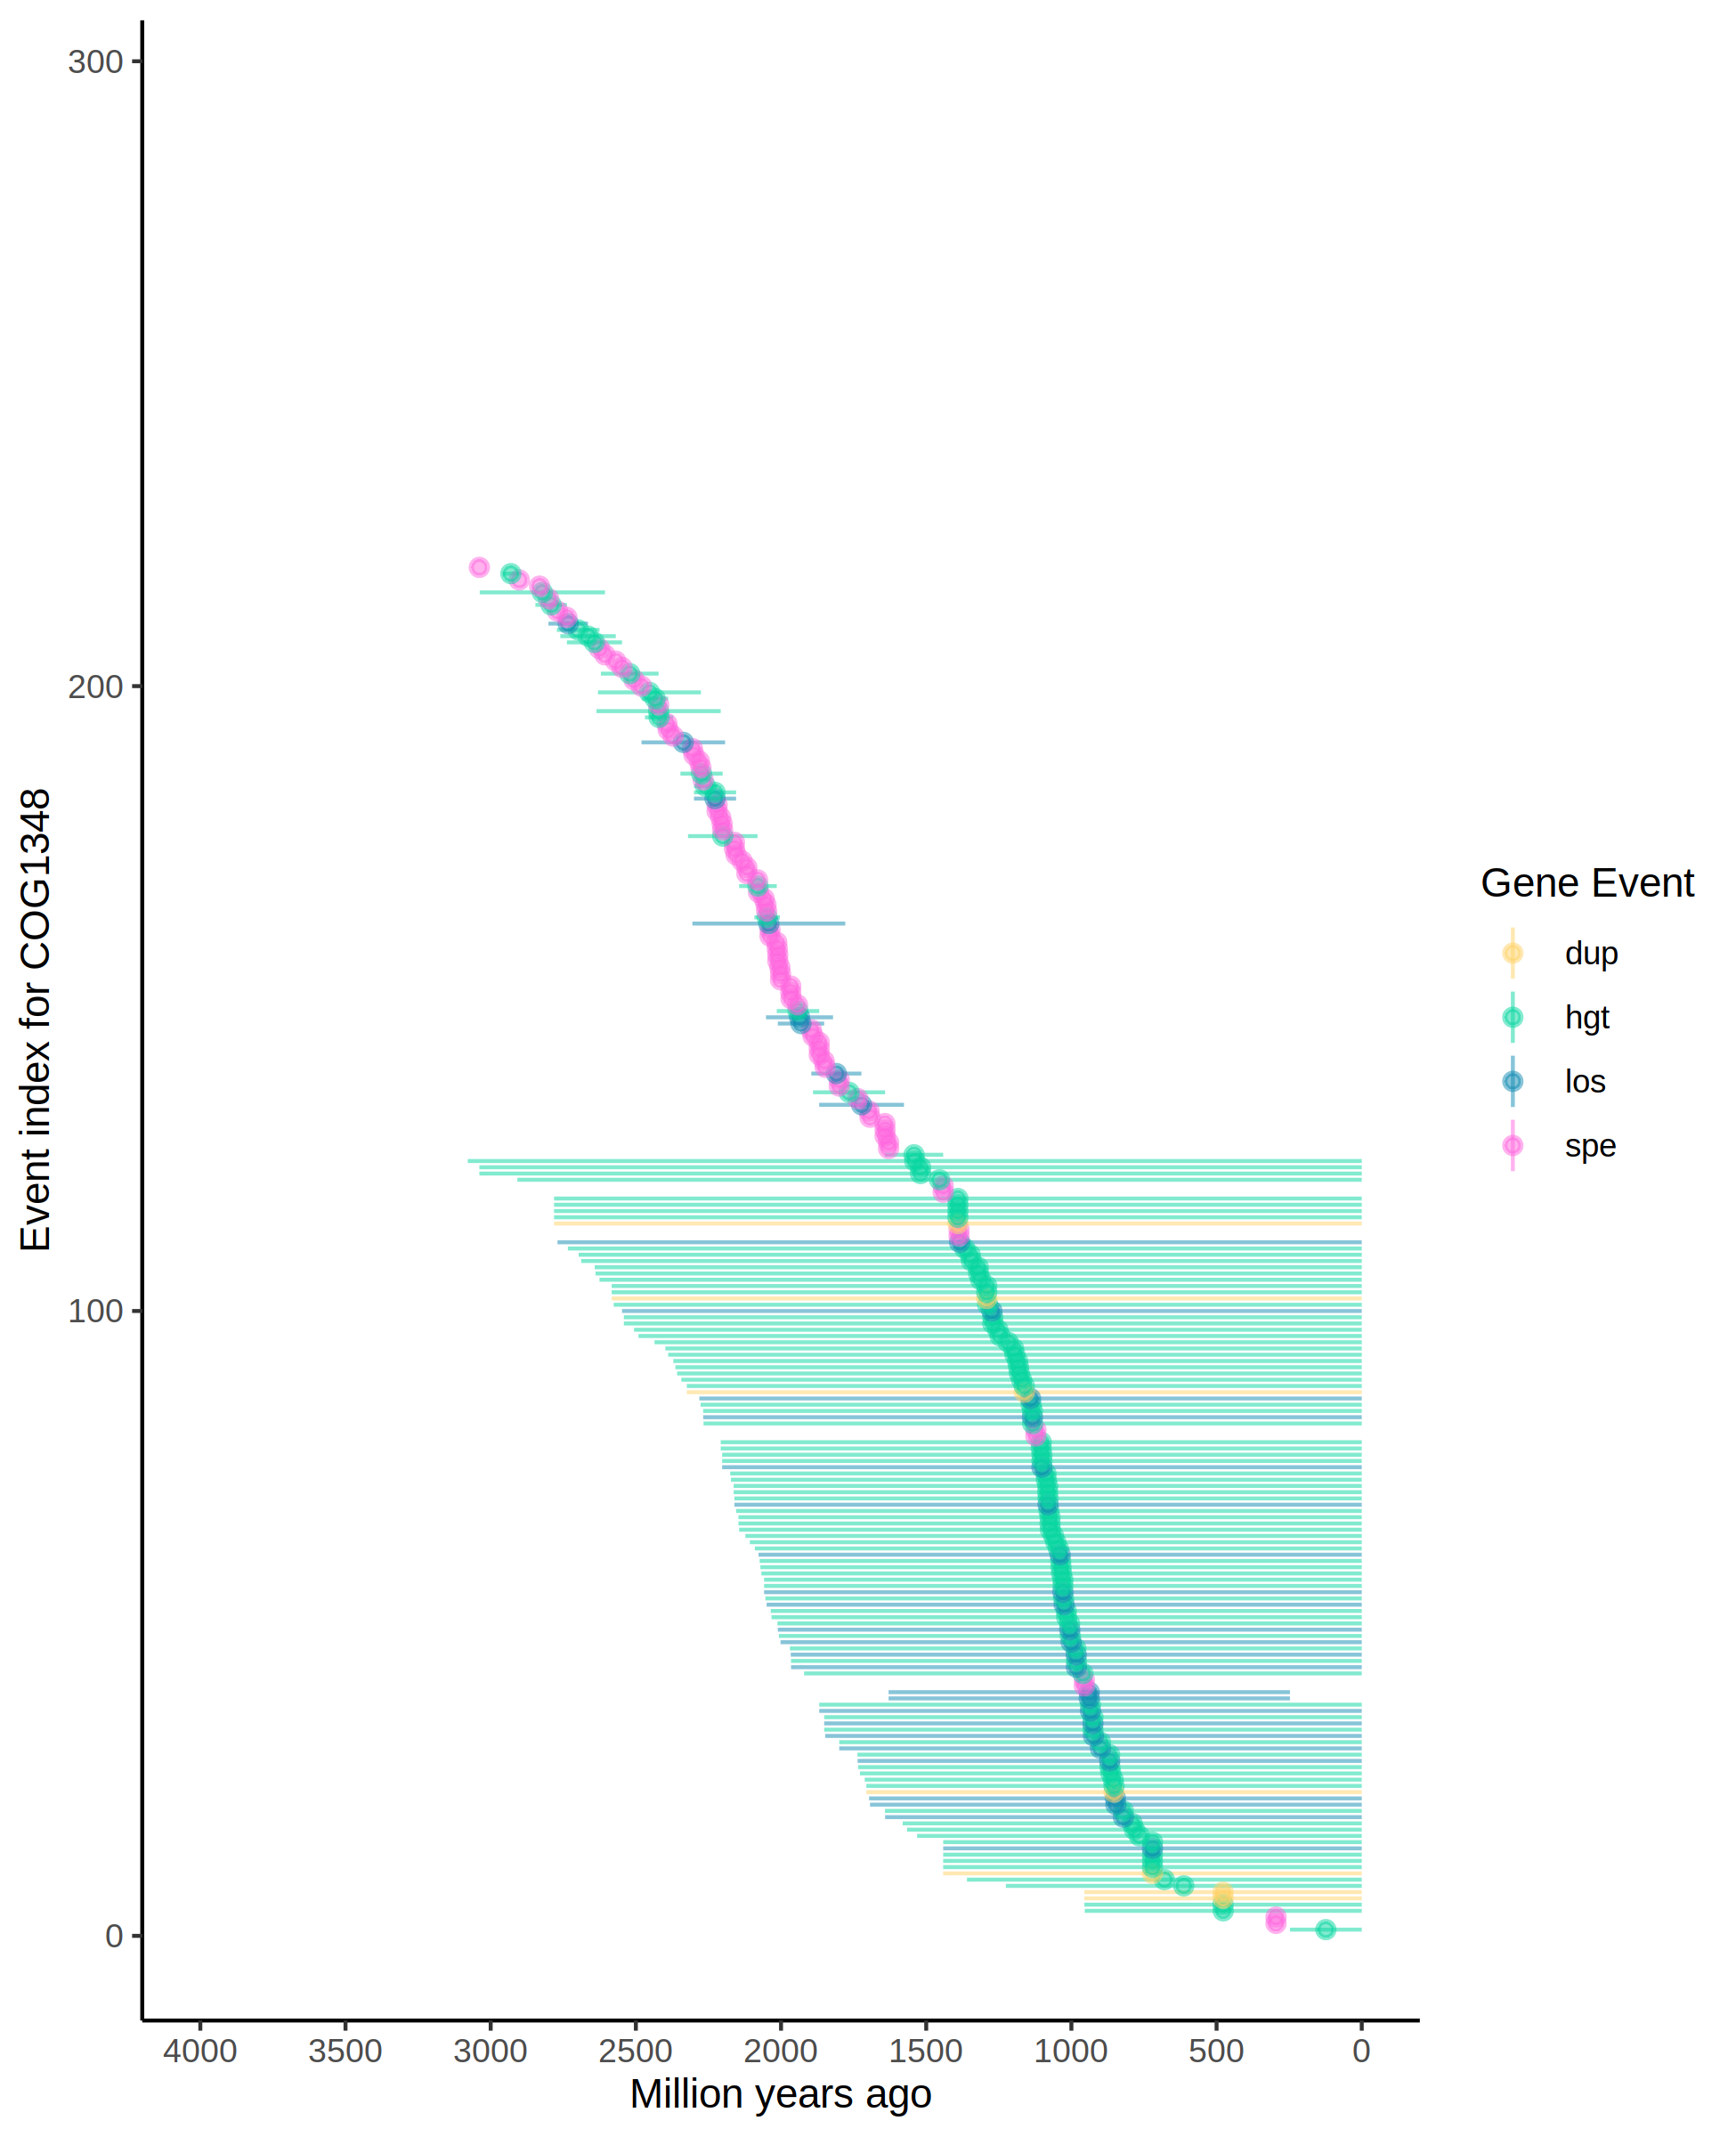 300
200
100
0
Event index for COG1348
4000 3500 3000 2500 2000 1500 1000 500 0
Million years ago
Gene Event
dup
hgt
los
spe